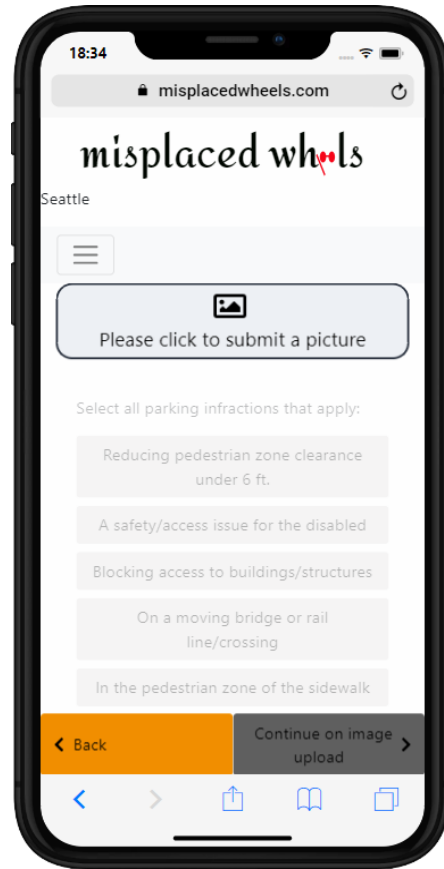 18:34
misplacedwheels.com
misplaced wheels
Seattle
Please click to submit a picture
Select all parking infractions that apply:
Reducing pedestrian zone clearance
under 6 ft.
A safety/access issue for the disabled
Blocking access to buildings/structures
On a moving bridge or rail
line/crossing
In the pedestrian zone of the sidewalk
Back
Continue on image
upload